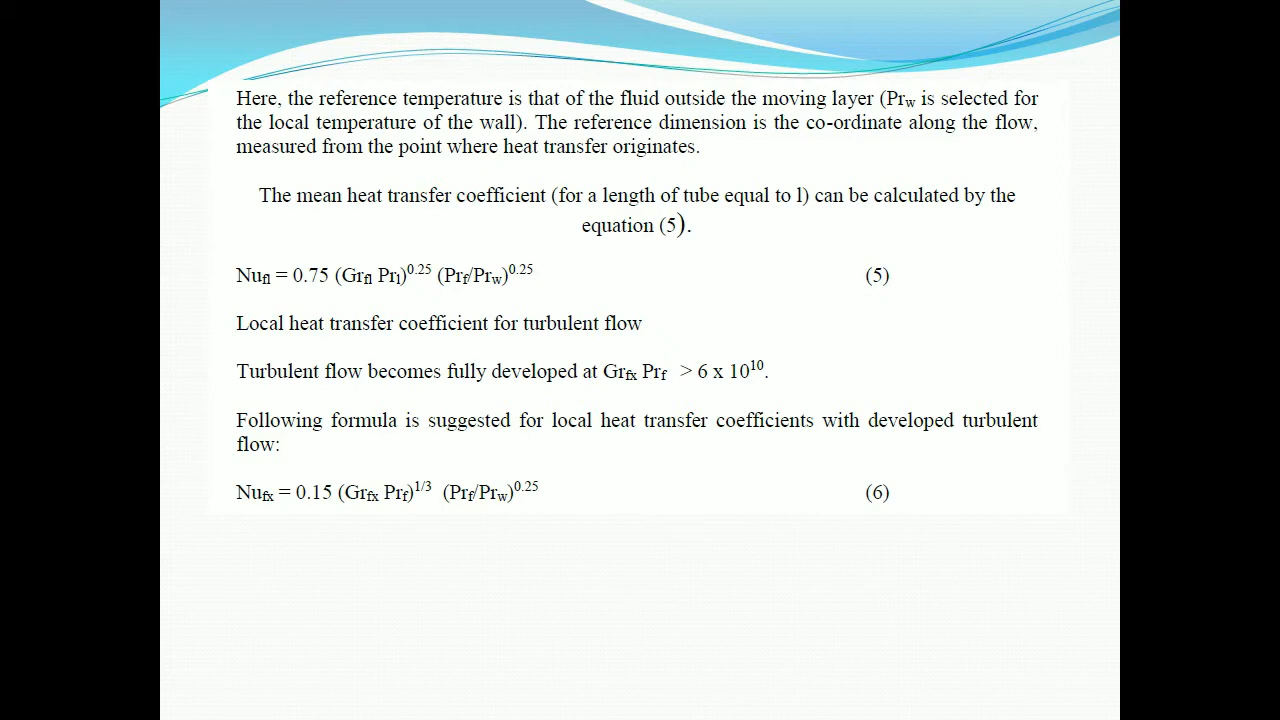 Here, the reference temperature is that of the fluid outside the moving layer (Prw is selected for
the local temperature of the wall). The reference dimension is the co-ordinate along the flow,
measured from the point where heat transfer originates.
The mean heat transfer coefficient (for a length of tube equal to l) can be calculated by the
equation (5).
Nufl = 0.75 (Grfl Prl)^0.25 (Prf/Prw)^0.25 (5)
Local heat transfer coefficient for turbulent flow
Turbulent flow becomes fully developed at Grfx Prf > 6 x 10^10.
Following formula is suggested for local heat transfer coefficients with developed turbulent
flow:
Nufx = 0.15 (Grfx Prf)^1/3 (Prf/Prw)^0.25 (6)